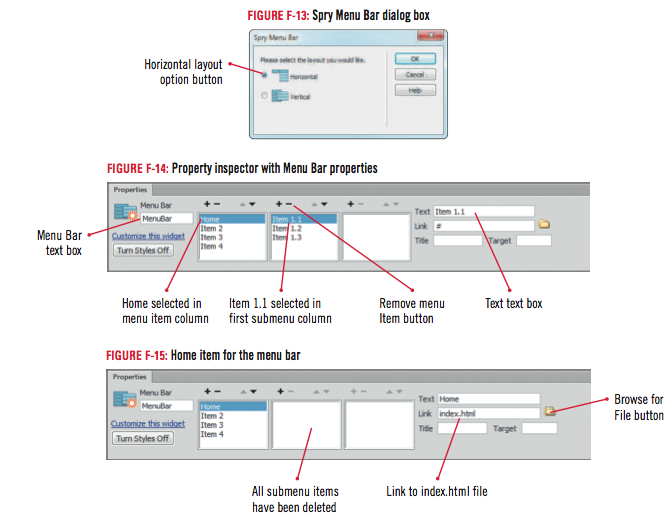 FIGURE F-13: Spry Menu Bar dialog box
Spry Menu Bar
Please select the layout you would like.
Horizontal
Vertical
OK
Cancel
Help
Horizontal layout
option button
FIGURE F-14: Property inspector with Menu Bar properties
Properties
Menu Bar
MenuBar
Customize this widget
Turn Styles Off
Home
Item 2
Item 3
Item 4
Item 1.1
Item 1.2
Item 1.3
Text Item 1.1
Link #
Title Target
Menu Bar
text box
Home selected in
menu item column
Item 1.1 selected in
first submenu column
Remove menu
Item button
Text text box
FIGURE F-15: Home item for the menu bar
Properties
Menu Bar
MenuBar
Customize this widget
Turn Styles Off
Home
Item 2
Item 3
Item 4
Text Home
Link index.html
Title Target
Browse for
File button
All submenu items
have been deleted
Link to index.html file